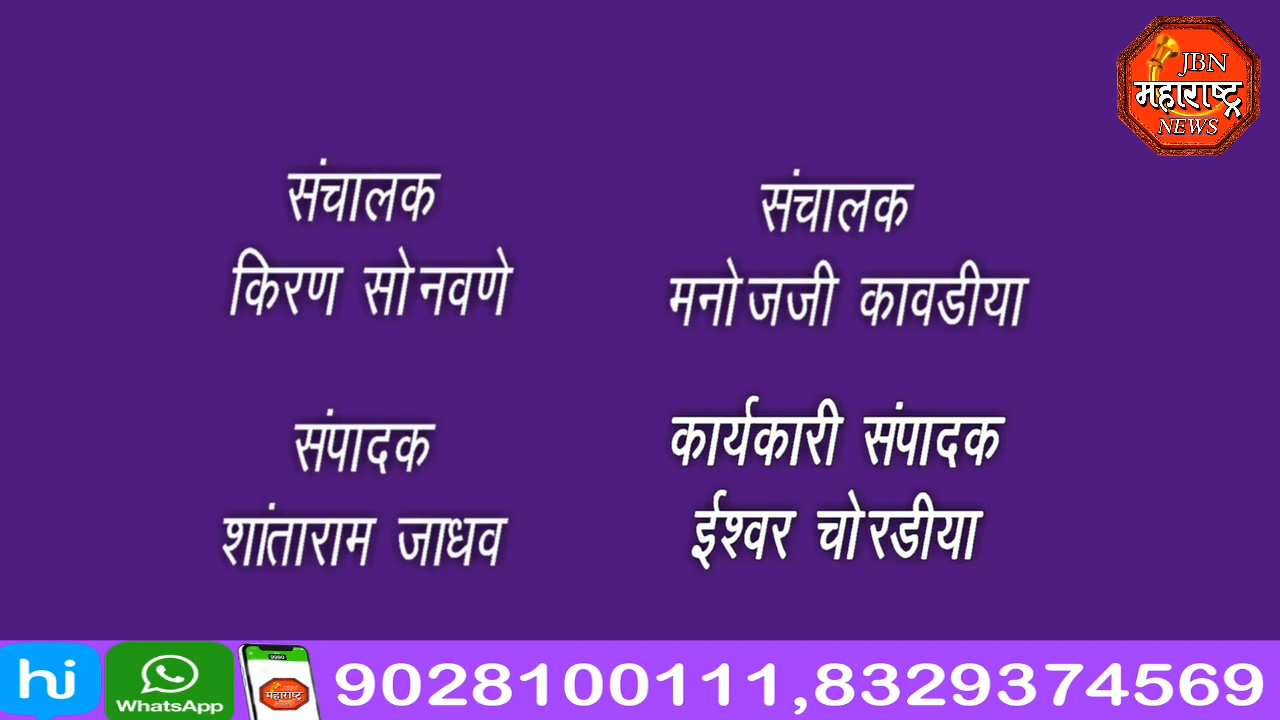 JBN
महाराष्ट्र
NEWS
संचालक
किरण सोनवणे
संचालक
मनोजजी कावडीया
संपादक
शांताराम जाधव
कार्यकारी संपादक
ईश्वर चोरडीया
hi
WhatsApp
महाराष्ट्र
9028100111,8329374569